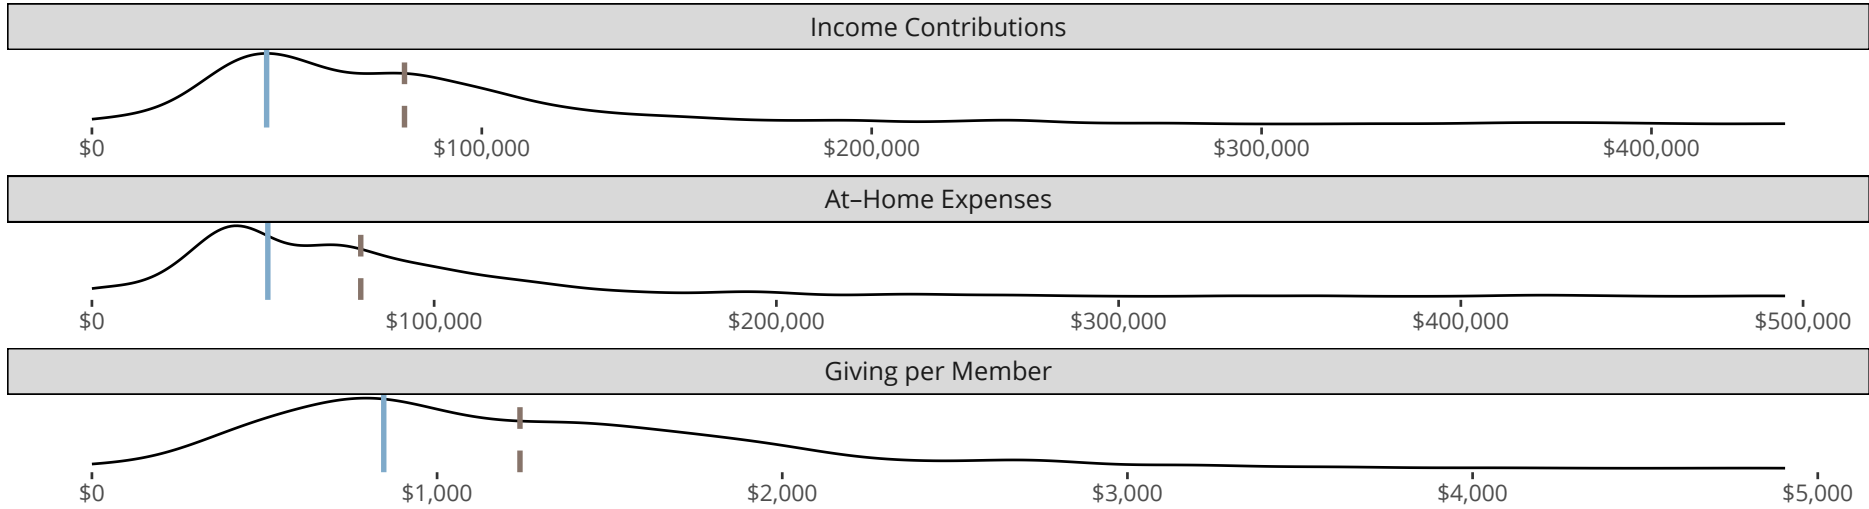 Income Contributions
$0 $100,000 $200,000 $300,000 $400,000
At–Home Expenses
$0 $100,000 $200,000 $300,000 $400,000 $500,000
Giving per Member
$0 $1,000 $2,000 $3,000 $4,000 $5,000